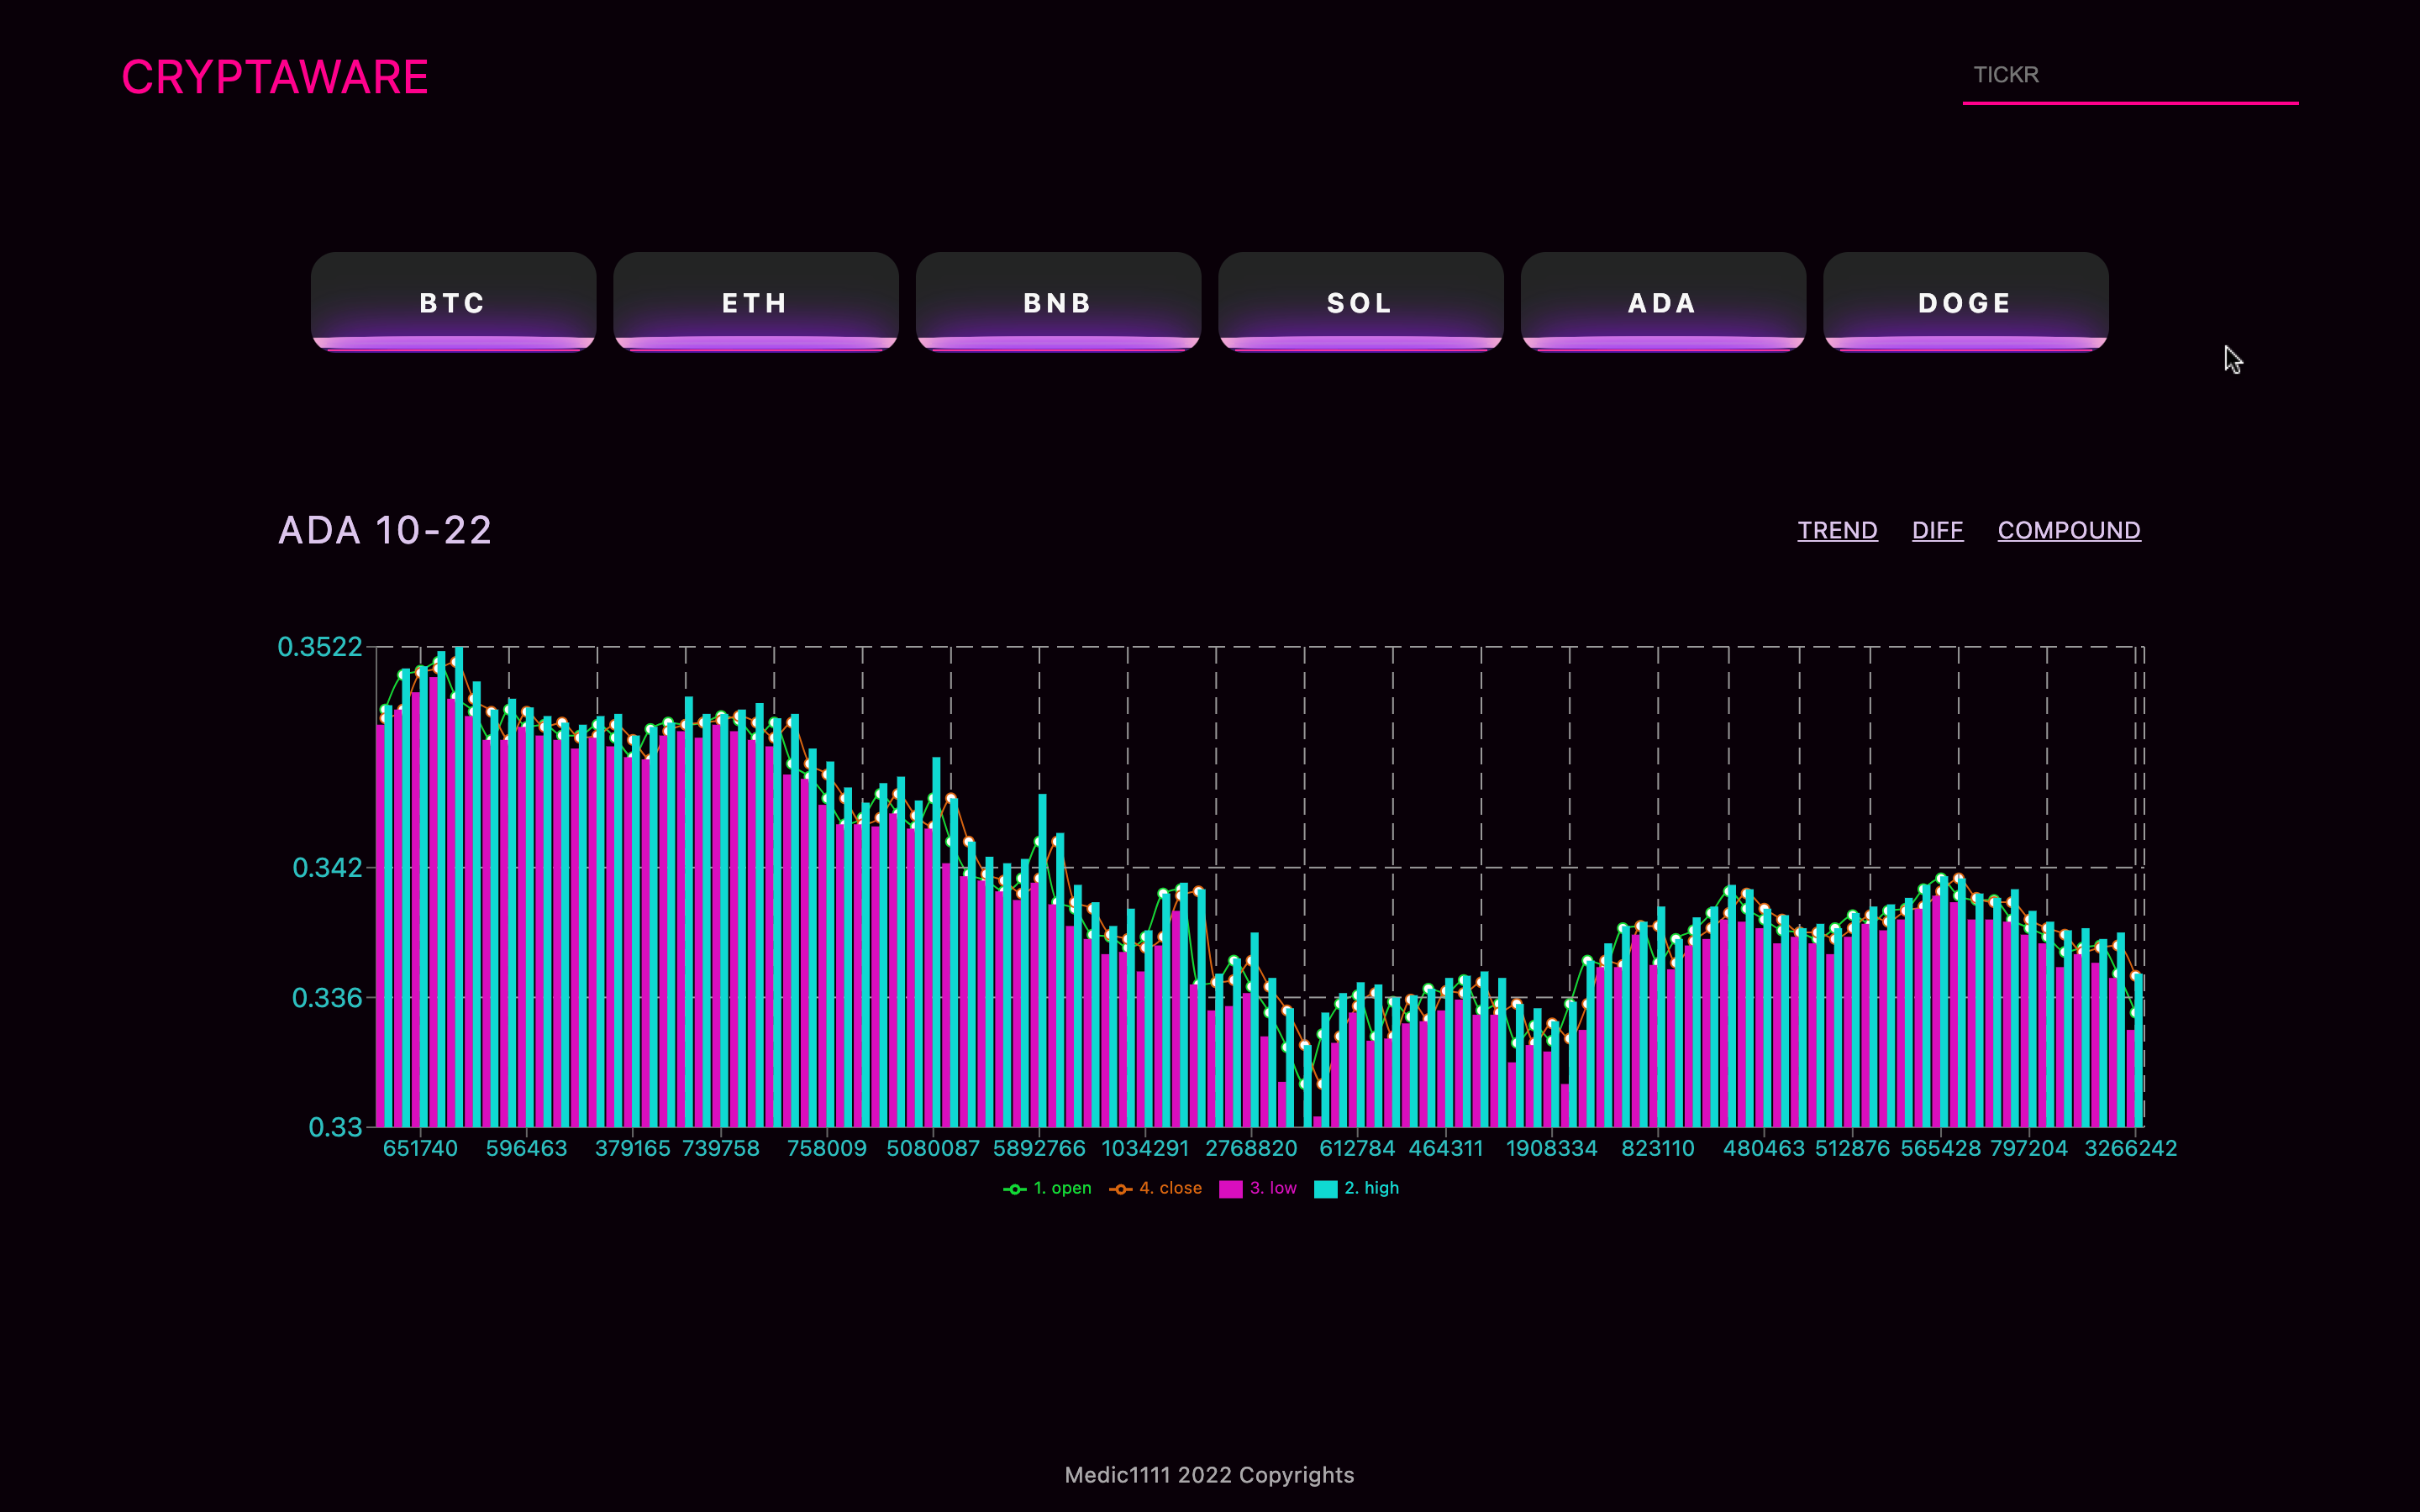 CRYPTAWARE
TICKR
BTC ETH BNB SOL ADA DOGE
ADA 10-22
TREND DIFF COMPOUND
0.3522
0.342
0.336
0.33
651740 596463 379165 739758 758009 5080087 5892766 1034291 2768820 612784 464311 1908334 823110 480463 512876 565428 797204 3266242
1. open 4. close 3. low 2. high
Medic1111 2022 Copyrights